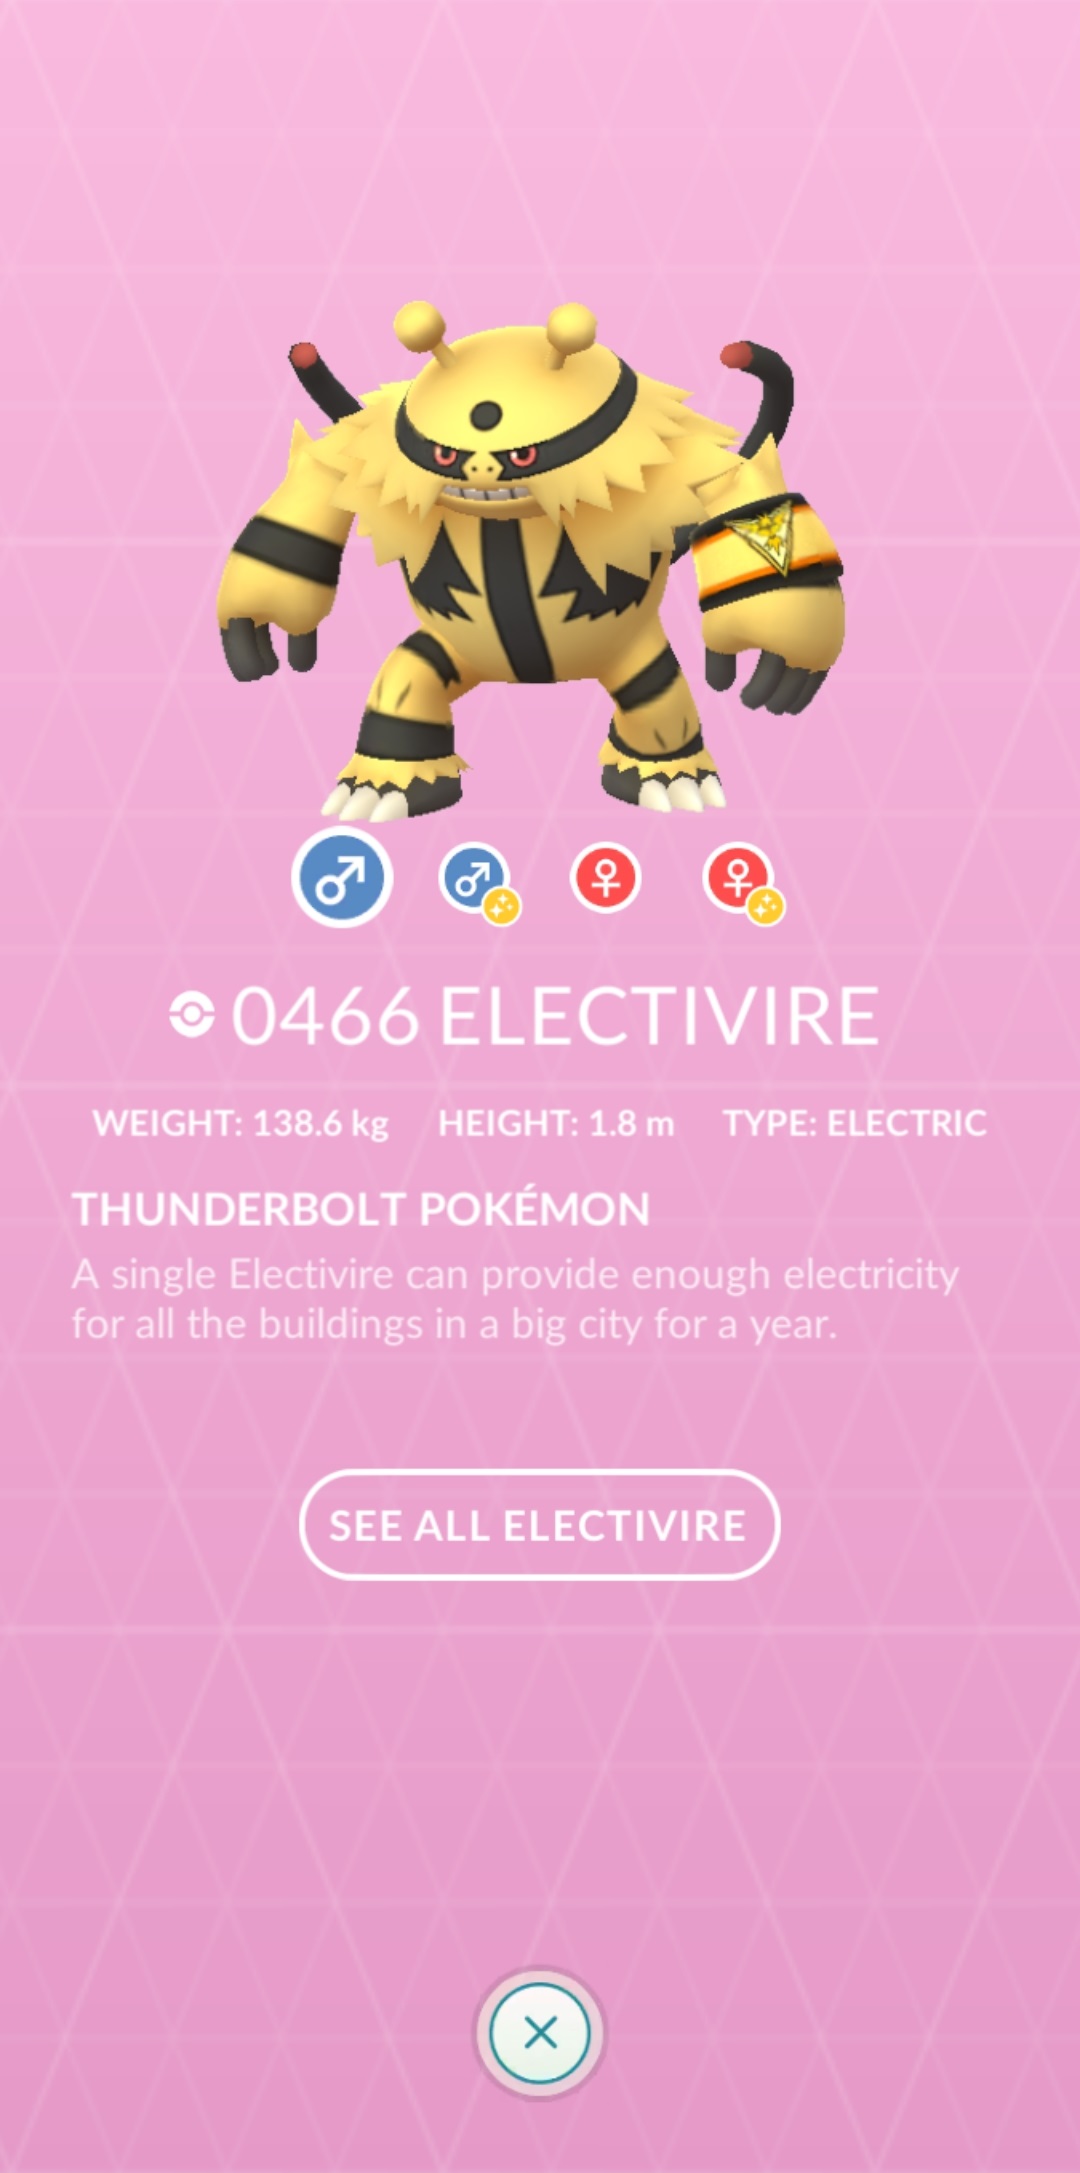 0466 ELECTIVIRE
WEIGHT: 138.6 kg HEIGHT: 1.8 m TYPE: ELECTRIC
THUNDERBOLT POKÉMON
A single Electivire can provide enough electricity
for all the buildings in a big city for a year.
SEE ALL ELECTIVIRE